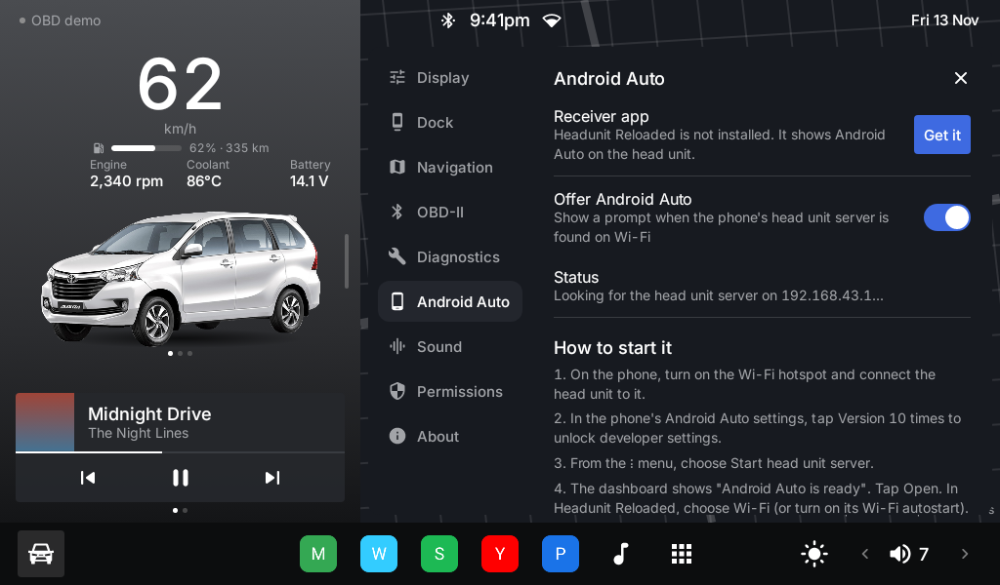 OBD demo
9:41pm
Fri 13 Nov
62
km/h
62% · 335 km
Engine
Coolant
Battery
2,340 rpm
86°C
14.1 V
Midnight Drive
The Night Lines
Display
Dock
Navigation
OBD-II
Diagnostics
Android Auto
Sound
Permissions
About
Android Auto
Receiver app
Headunit Reloaded is not installed. It shows Android
Auto on the head unit.
Get it
Offer Android Auto
Show a prompt when the phone's head unit server is
found on Wi-Fi
Status
Looking for the head unit server on 192.168.43.1...
How to start it
1. On the phone, turn on the Wi-Fi hotspot and connect the
head unit to it.
2. In the phone's Android Auto settings, tap Version 10 times to
unlock developer settings.
3. From the ⋮ menu, choose Start head unit server.
4. The dashboard shows "Android Auto is ready". Tap Open. In
Headunit Reloaded, choose Wi-Fi (or turn on its Wi-Fi autostart).
M
W
S
Y
P
7